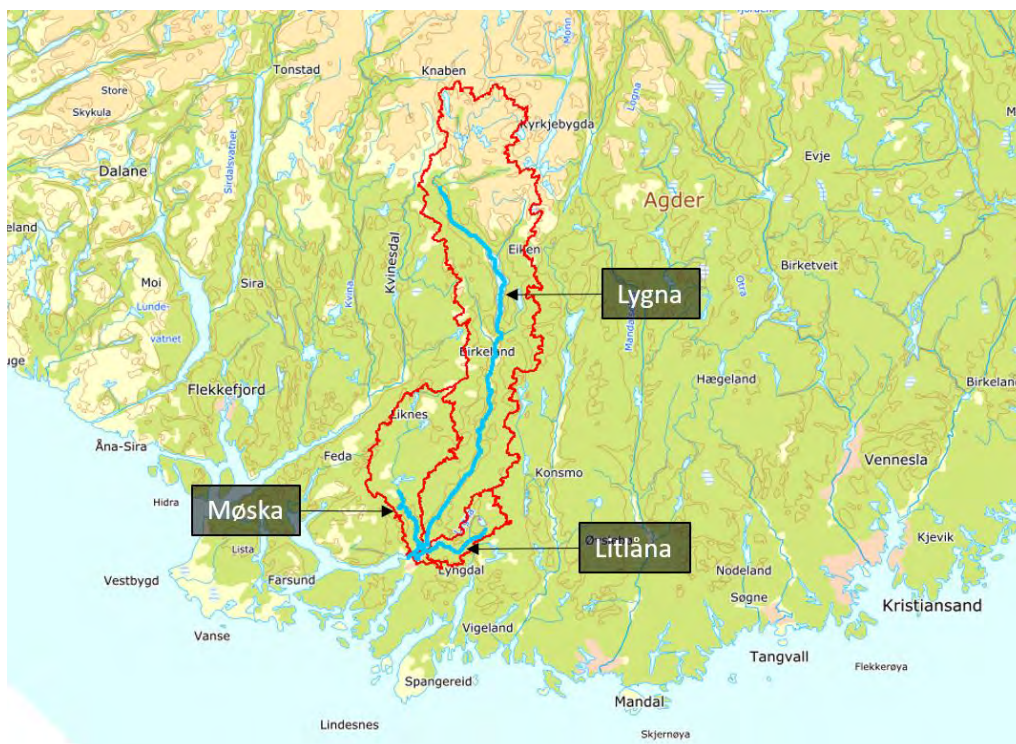 Knaben
Tonstad
Store
Skykula
Logna
Kyrkjebygda
Evje
Dalane
Sirdalsvatnet
Agder
eland
Kvinesdal
Eiken
Birketveit
Moi
Sira
Kvina
Otra
Lygna
Lunde-
vatnet
Mandals
Birkeland
uge
Flekkefjord
Hægeland
Birkeland
Liknes
Åna-Sira
Feda
Konsmo
Vennesla
Hidra
Møska
Litlåna
Kjevik
Lista
Vestbygd
Farsund
Lyngdal
Nodeland
Søgne
Kristiansand
Vanse
Vigeland
Tangvall
Flekkerøya
Spangereid
Mandal
Lindesnes
Skjernøya